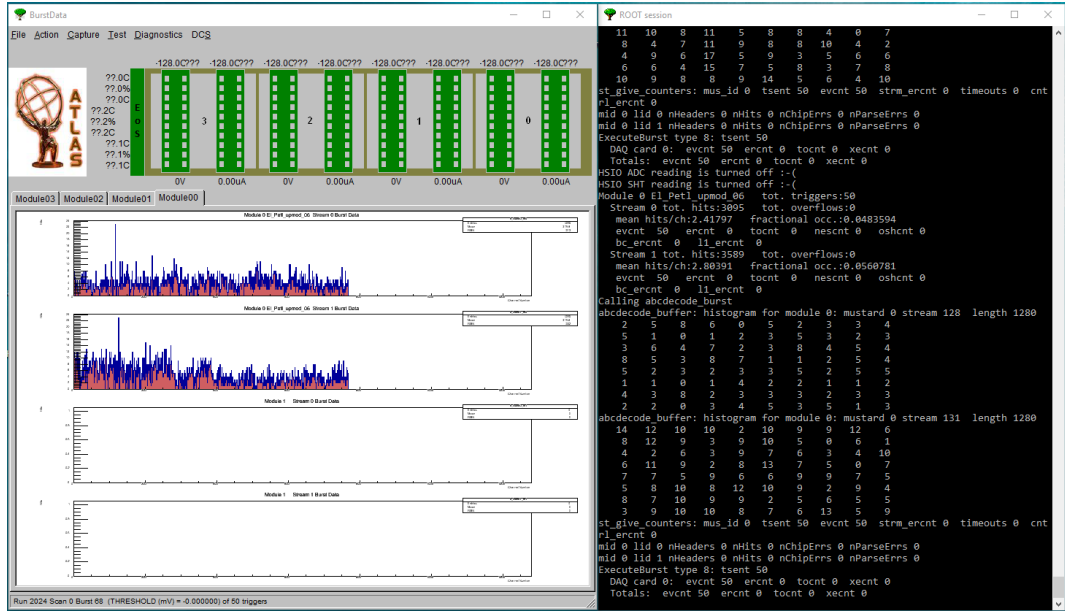 BurstData
File Action Capture Test Diagnostics DCS
-128.0C??? -128.0C??? -128.0C??? -128.0C??? -128.0C??? -128.0C??? -128.0C??? -128.0C???
ATLAS
??.0C
??.0%
??.0C
??.2C
??.2%
??.2C
??.1C
??.1%
??.1C
E
S
3 2 1 0
0V 0.00uA 0V 0.00uA 0V 0.00uA 0V 0.00uA
Module03 Module02 Module01 Module00
Module 0 El_Petl_upmod_06 Stream 0 Burst Data
Module 0 El_Petl_upmod_06 Stream 1 Burst Data
Module 1 Stream 0 Burst Data
Module 1 Stream 1 Burst Data
Run 2024 Scan 0 Burst 68 (THRESHOLD (mV) = -0.000000) of 50 triggers
ROOT session
11 10 8 11 5 8 8 4 0 7
8 4 7 11 9 8 8 10 4 2
4 9 6 17 5 9 3 5 6 6
6 6 4 15 7 5 8 3 7 8
10 9 8 8 9 14 5 6 4 10
st_give_counters: mus_id 0 tsent 50 evcnt 50 strm_ercnt 0 timeouts 0 cnt
rl_ercnt 0
mid 0 lid 0 nHeaders 0 nHits 0 nChipErrs 0 nParseErrs 0
mid 0 lid 1 nHeaders 0 nHits 0 nChipErrs 0 nParseErrs 0
ExecuteBurst type 8: tsent 50
DAQ card 0: evcnt 50 ercnt 0 tocnt 0 xecnt 0
Totals: evcnt 50 ercnt 0 tocnt 0 xecnt 0
HSIO ADC reading is turned off :-(
HSIO SHT reading is turned off :-(
Module 0 El_Petl_upmod_06 tot. triggers:50
Stream 0 tot. hits:3095 tot. overflows:0
mean hits/ch:2.41797 fractional occ.:0.0483594
evcnt 50 ercnt 0 tocnt 0 nescnt 0 oshcnt 0
bc_ercnt 0 l1_ercnt 0
Stream 1 tot. hits:3589 tot. overflows:0
mean hits/ch:2.80391 fractional occ.:0.0560781
evcnt 50 ercnt 0 tocnt 0 nescnt 0 oshcnt 0
bc_ercnt 0 l1_ercnt 0
Calling abcdecode_burst
abcdecode_buffer: histogram for module 0: mustard 0 stream 128 length 1280
2 5 8 6 0 5 2 3 3 4
5 1 0 1 2 3 5 3 2 3
3 6 4 7 2 3 8 4 5 4
8 5 3 8 7 1 1 2 5 4
5 2 3 2 3 3 5 2 5 5
1 1 0 1 4 2 2 1 1 2
4 3 8 2 3 3 3 2 3 3
2 2 0 3 4 5 3 5 1 3
abcdecode_buffer: histogram for module 0: mustard 0 stream 131 length 1280
14 12 10 10 2 10 9 9 12 6
8 12 9 3 9 10 5 0 6 1
4 2 6 3 9 7 6 3 4 10
6 11 9 2 8 13 7 5 0 7
7 7 5 9 6 6 9 9 7 5
5 8 10 8 12 10 9 2 9 4
8 7 10 9 9 2 5 6 5 5
3 9 10 10 8 7 6 13 5 9
st_give_counters: mus_id 0 tsent 50 evcnt 50 strm_ercnt 0 timeouts 0 cnt
rl_ercnt 0
mid 0 lid 0 nHeaders 0 nHits 0 nChipErrs 0 nParseErrs 0
mid 0 lid 1 nHeaders 0 nHits 0 nChipErrs 0 nParseErrs 0
ExecuteBurst type 8: tsent 50
DAQ card 0: evcnt 50 ercnt 0 tocnt 0 xecnt 0
Totals: evcnt 50 ercnt 0 tocnt 0 xecnt 0